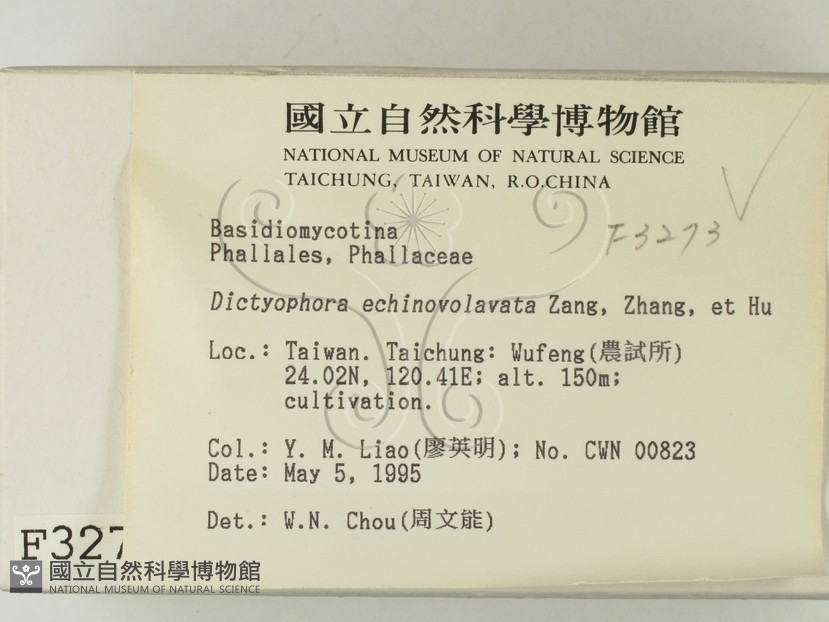 國立自然科學博物館
NATIONAL MUSEUM OF NATURAL SCIENCE
TAICHUNG, TAIWAN, R.O.CHINA
F3273
Basidiomycotina
Phallales, Phallaceae
Dictyophora echinovolavata Zang, Zhang, et Hu
Loc.: Taiwan. Taichung: Wufeng(農試所)
24.02N, 120.41E; alt. 150m;
cultivation.
Col.: Y. M. Liao(廖英明); No. CWN 00823
Date: May 5, 1995
Det.: W.N. Chou(周文能)
F327
國立自然科學博物館
NATIONAL MUSEUM OF NATURAL SCIENCE